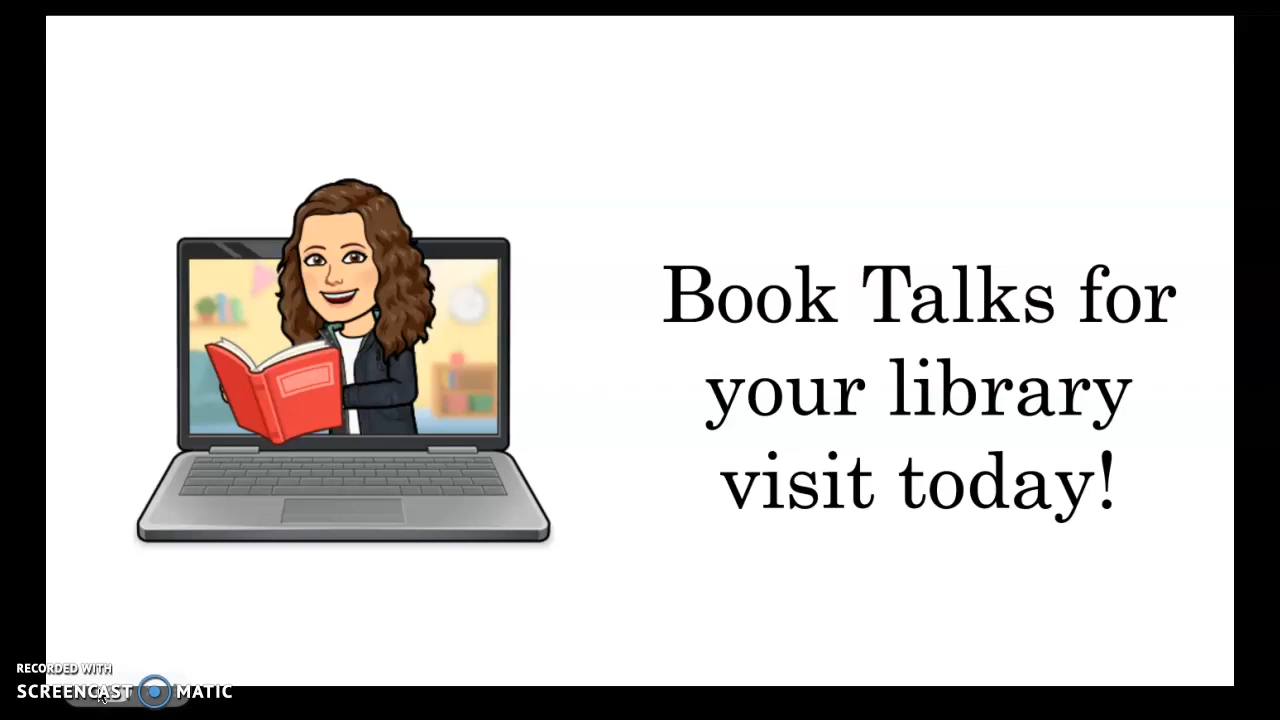 Book Talks for
your library
visit today!
RECORDED WITH
SCREENCAST MATIC